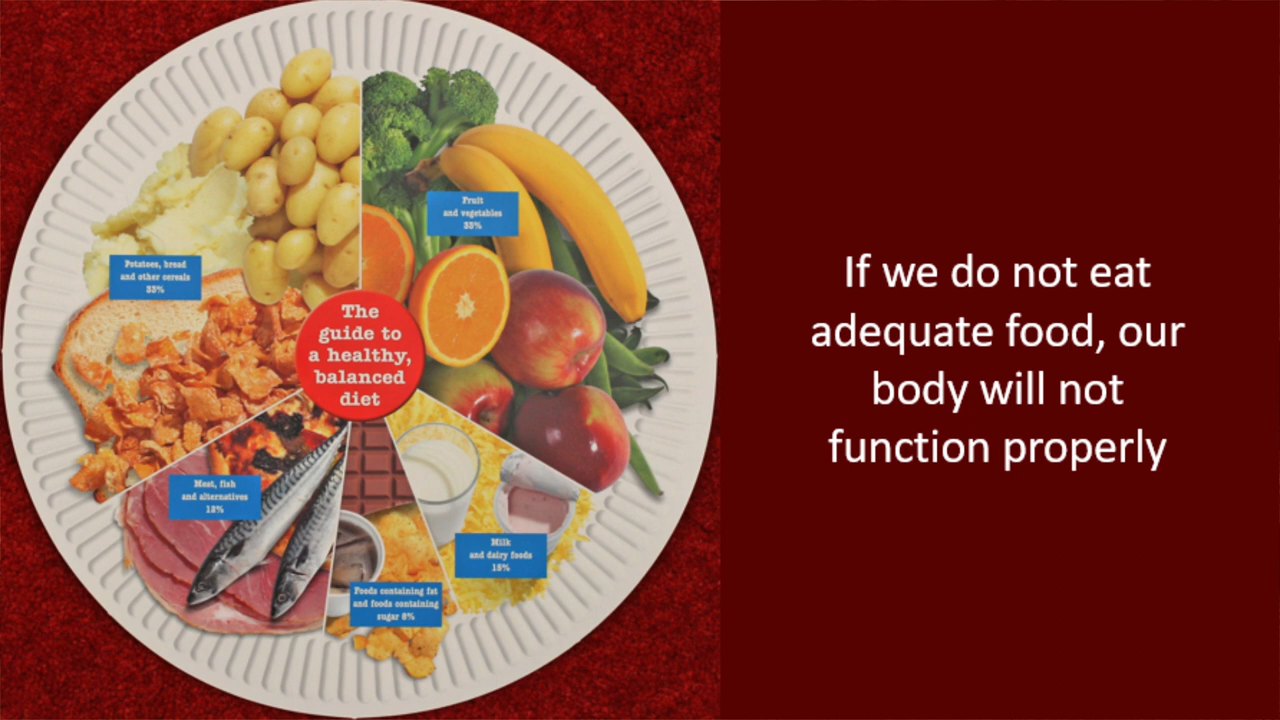 The
guide to
a healthy,
balanced
diet
Fruit
and vegetables
33%
Potatoes, bread
and other cereals
33%
Meat, fish
and alternatives
12%
Milk
and dairy foods
15%
Foods containing fat
and foods containing
sugar 8%
If we do not eat
adequate food, our
body will not
function properly